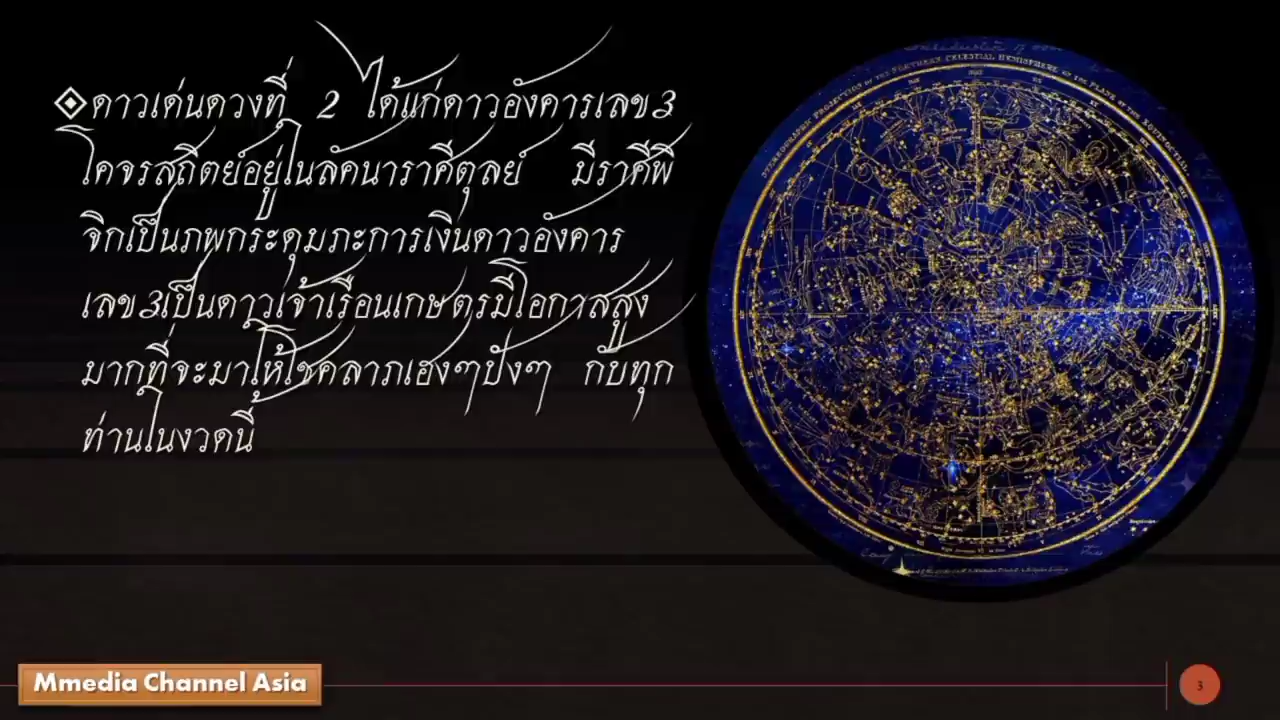 ดาวเด่นดวงที่ 2 ได้แก่ดาวอังคารเลข3
โคจรสถิตย์อยู่ในลัคนาราศีตุลย์ มีราศีพิ
จิกเป็นภพกระดุมภะการเงินดาวอังคาร
เลข3เป็นดาวเจ้าเรือนเกษตรมีโอกาสสูง
มากที่จะมาให้โชคลาภเฮงๆปังๆ กับทุก
ท่านในงวดนี้
Mmedia Channel Asia
3